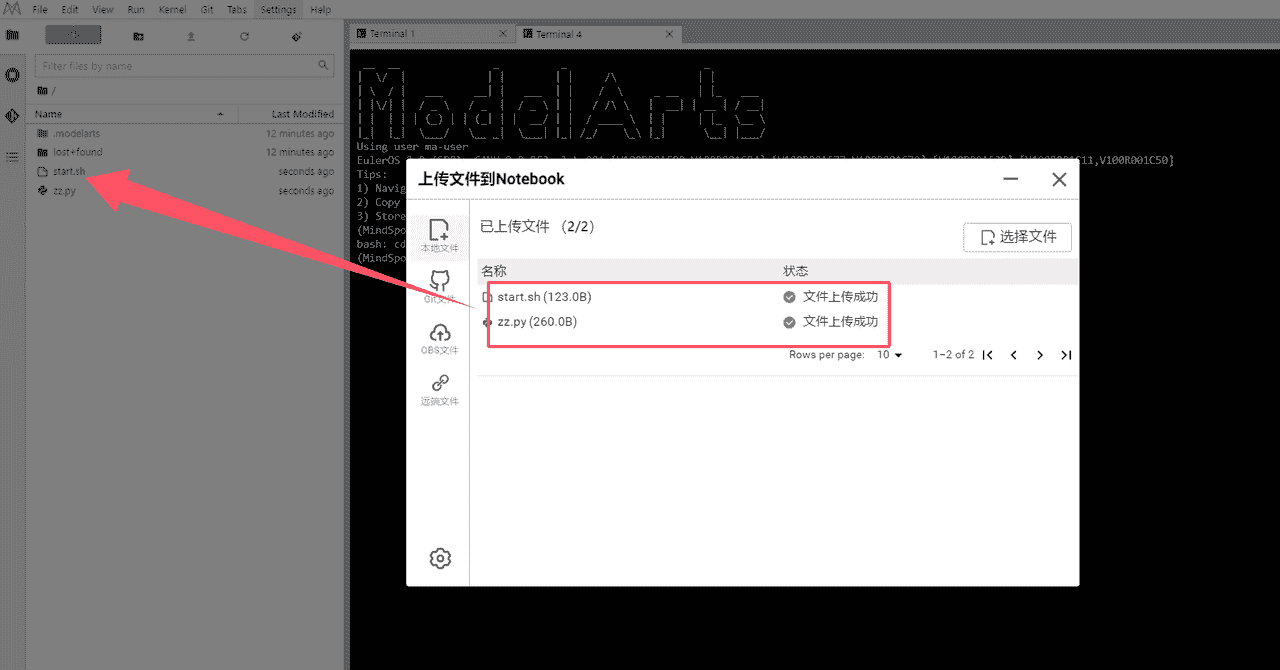 File Edit View Run Kernel Git Tabs Settings Help
Terminal 1
Terminal 4
Filter files by name
/
Name Last Modified
.modelarts 12 minutes ago
lost+found 12 minutes ago
start.sh seconds ago
zz.py seconds ago
ModelArts
Using user ma-user
EulerOS
Tips:
1) Navig
2) Copy
3) Store
(MindSpo
bash: cd
(MindSpo
上传文件到Notebook
本地文件
Git文件
OBS文件
远端文件
已上传文件 (2/2)
选择文件
名称 状态
start.sh (123.0B) 文件上传成功
zz.py (260.0B) 文件上传成功
Rows per page: 10 1–2 of 2